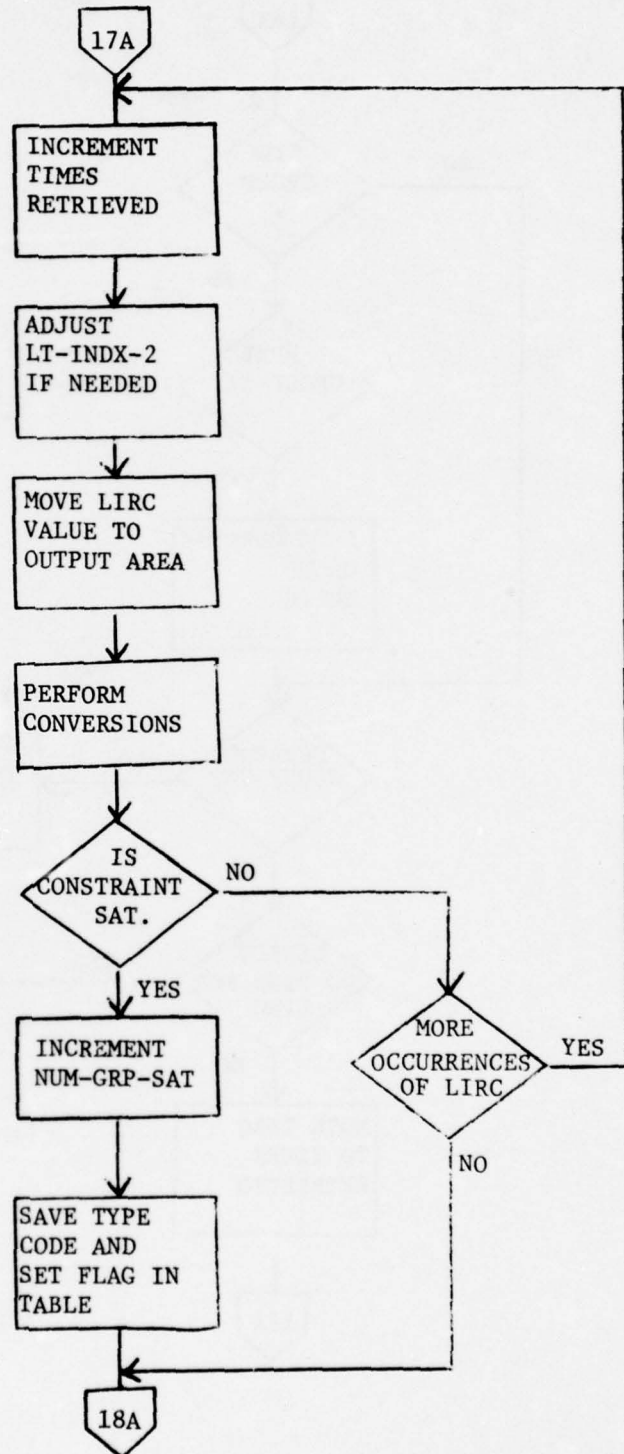 17A
INCREMENT
TIMES
RETRIEVED
ADJUST
LT-INDX-2
IF NEEDED
MOVE LIRC
VALUE TO
OUTPUT AREA
PERFORM
CONVERSIONS
IS
CONSTRAINT
SAT.
NO
YES
INCREMENT
NUM-GRP-SAT
MORE
OCCURRENCES
OF LIRC
YES
NO
SAVE TYPE
CODE AND
SET FLAG IN
TABLE
18A